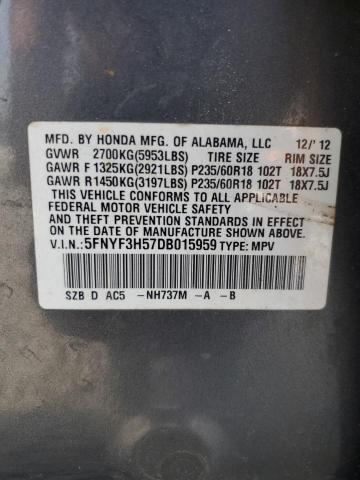 MFD. BY HONDA MFG. OF ALABAMA, LLC 12/'12
GVWR 2700KG(5953LBS) TIRE SIZE RIM SIZE
GAWR F 1325KG(2921LBS) P235/60R18 102T 18X7.5J
GAWR R1450KG(3197LBS) P235/60R18 102T 18X7.5J
THIS VEHICLE CONFORMS TO ALL APPLICABLE
FEDERAL MOTOR VEHICLE SAFETY
AND THEFT PREVENTION STANDARDS IN EFFECT ON THE
DATE OF MANUFACTURE SHOWN ABOVE.
V.I.N.: 5FNYF3H57DB015959 TYPE: MPV
SZB D AC5 -NH737M -A -B